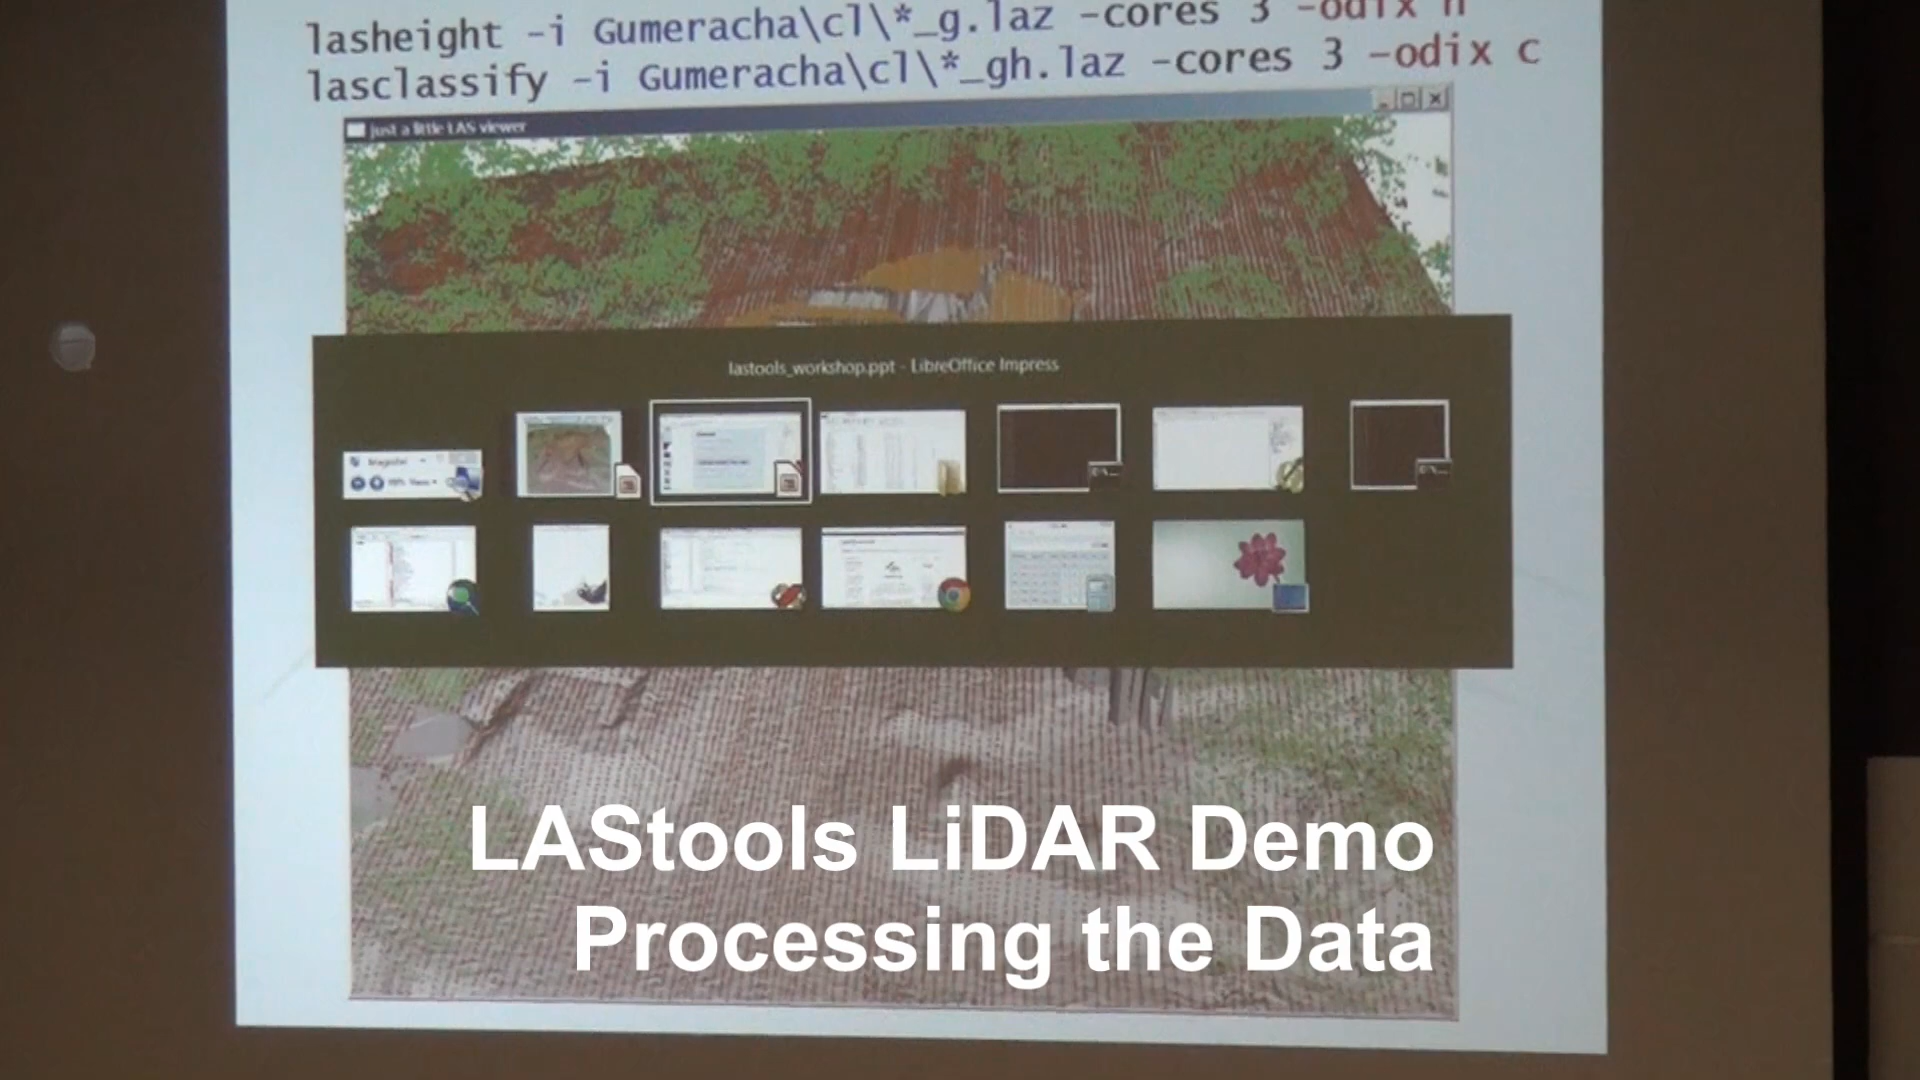 lasheight -i Gumeracha\cl\*_g.laz -cores 3 -odix h
lasclassify -i Gumeracha\cl\*_gh.laz -cores 3 -odix c
just a little LAS viewer
lastools_workshop.ppt - LibreOffice Impress
LAStools LiDAR Demo
Processing the Data